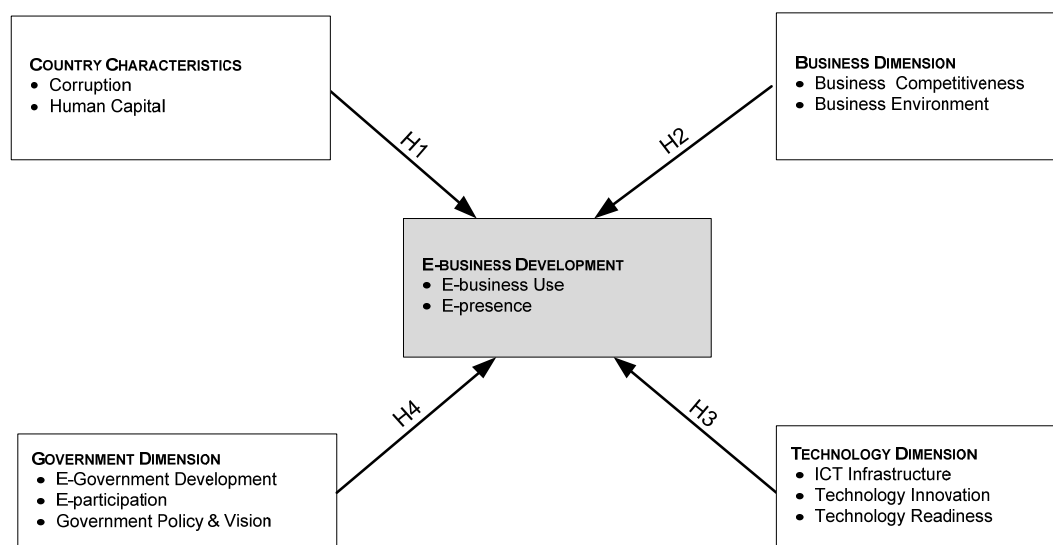 COUNTRY CHARACTERISTICS
• Corruption
• Human Capital
BUSINESS DIMENSION
• Business Competitiveness
• Business Environment
H1
H2
E-BUSINESS DEVELOPMENT
• E-business Use
• E-presence
H4
H3
GOVERNMENT DIMENSION
• E-Government Development
• E-participation
• Government Policy & Vision
TECHNOLOGY DIMENSION
• ICT Infrastructure
• Technology Innovation
• Technology Readiness